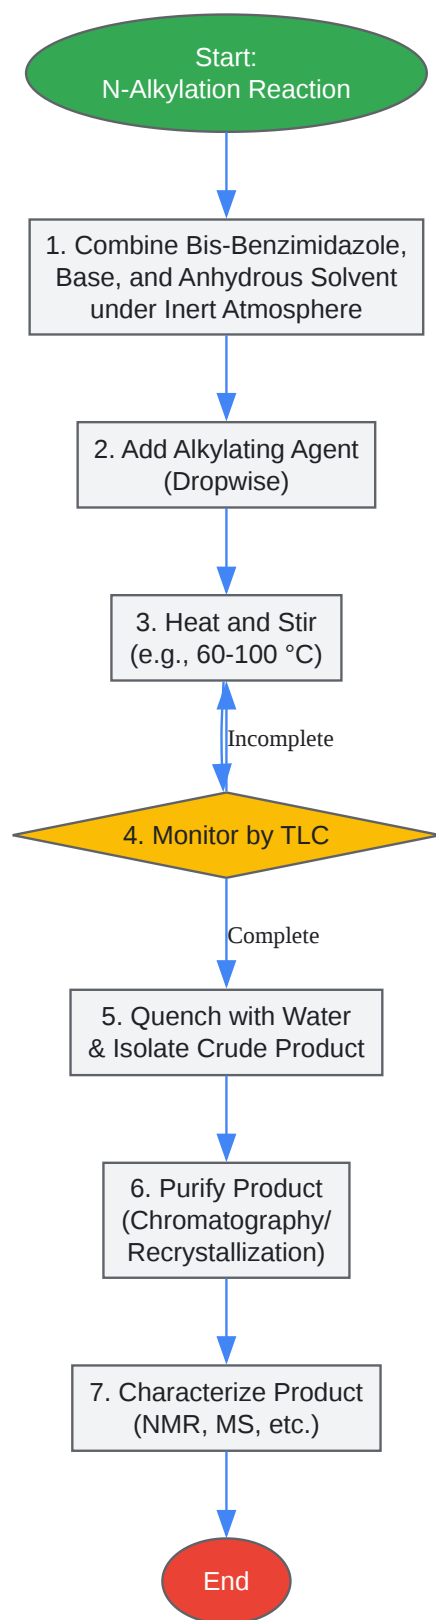 Start:
N-Alkylation Reaction
1. Combine Bis-Benzimidazole,
Base, and Anhydrous Solvent
under Inert Atmosphere
2. Add Alkylating Agent
(Dropwise)
3. Heat and Stir
(e.g., 60-100 °C)
Incomplete
4. Monitor by TLC
Complete
5. Quench with Water
& Isolate Crude Product
6. Purify Product
(Chromatography/
Recrystallization)
7. Characterize Product
(NMR, MS, etc.)
End